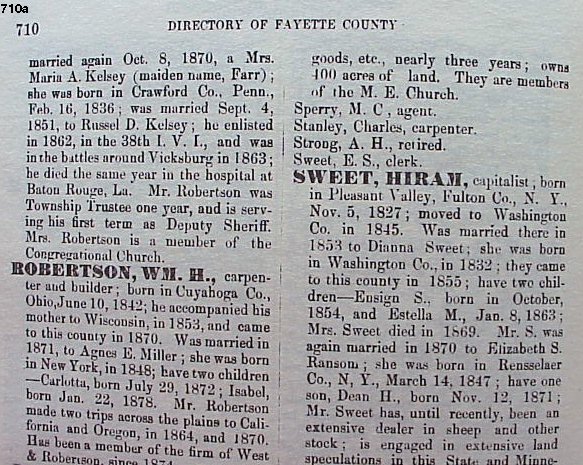 710a
710
DIRECTORY OF FAYETTE COUNTY
married again Oct. 8, 1870, a Mrs.
Maria A. Kelsey (maiden name, Farr);
she was born in Crawford Co., Penn.,
Feb. 16, 1836; was married Sept. 4,
1851, to Russel D. Kelsey; he enlisted
in 1862, in the 38th I. V. I., and was
in the battles around Vicksburg in 1863;
he died the same year in the hospital at
Baton Rouge, La. Mr. Robertson was
Township Trustee one year, and is serv-
ing his first term as Deputy Sheriff.
Mrs. Robertson is a member of the
Congregational Church.
ROBERTSON, WM. H., carpen-
ter and builder; born in Cuyahoga Co.,
Ohio, June 10, 1842; he accompanied his
mother to Wisconsin, in 1853, and came
to this county in 1870. Was married in
1871, to Agnes E. Miller; she was born
in New York, in 1848; have two children
—Carlotta, born July 29, 1872; Isabel,
born Jan. 22, 1878. Mr. Robertson
made two trips across the plains to Cali-
fornia and Oregon, in 1864, and 1870.
Has been a member of the firm of West
& Robertson, since 1874.
goods, etc., nearly three years; owns
400 acres of land. They are members
of the M. E. Church.
Sperry, M. C, agent.
Stanley, Charles, carpenter.
Strong, A. H., retired.
Sweet, E. S., clerk.
SWEET, HIRAM, capitalist; born
in Pleasant Valley, Fulton Co., N. Y.,
Nov. 5, 1827; moved to Washington
Co. in 1845. Was married there in
1853 to Dianna Sweet; she was born
in Washington Co., in 1832; they came
to this county in 1855; have two chil-
dren—Ensign S., born in October,
1854, and Estella M., Jan. 8, 1863;
Mrs. Sweet died in 1869. Mr. S. was
again married in 1870 to Elizabeth S.
Ransom; she was born in Rensselaer
Co., N, Y., March 14, 1847; have one
son, Dean H., born Nov. 12, 1871;
Mr. Sweet has, until recently, been an
extensive dealer in sheep and other
stock; is engaged in extensive land
speculations in this State and Minne-